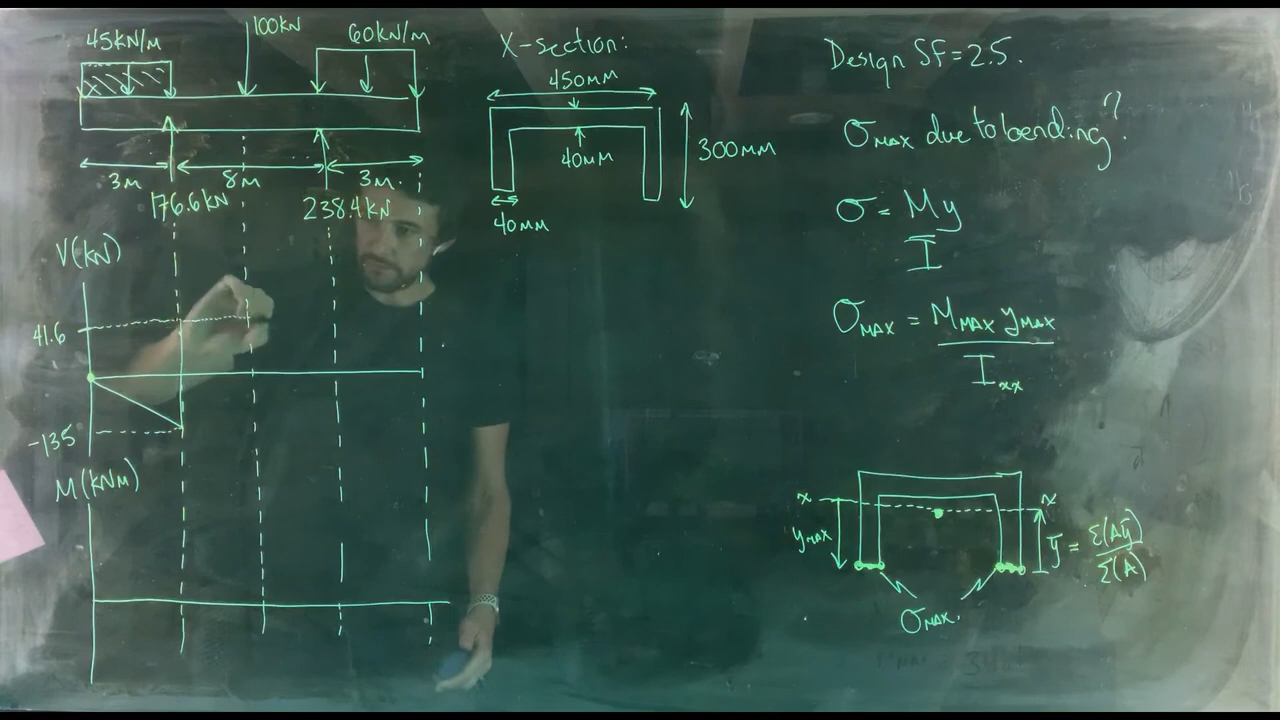 45kN/m
100kN
60kN/m
3m
8m
3m.
176.6kN
238.4kN
V(kN)
41.6
-135
M(kNm)
X-section:
450mm
40mm
300mm
40mm
Design SF=2.5.
σMAX due to bending?
σ = My
I
σMAX = MMAX yMAX
Ixx
x
x
yMAX
ȳ = Σ(Aȳ)
Σ(A)
σMAX.